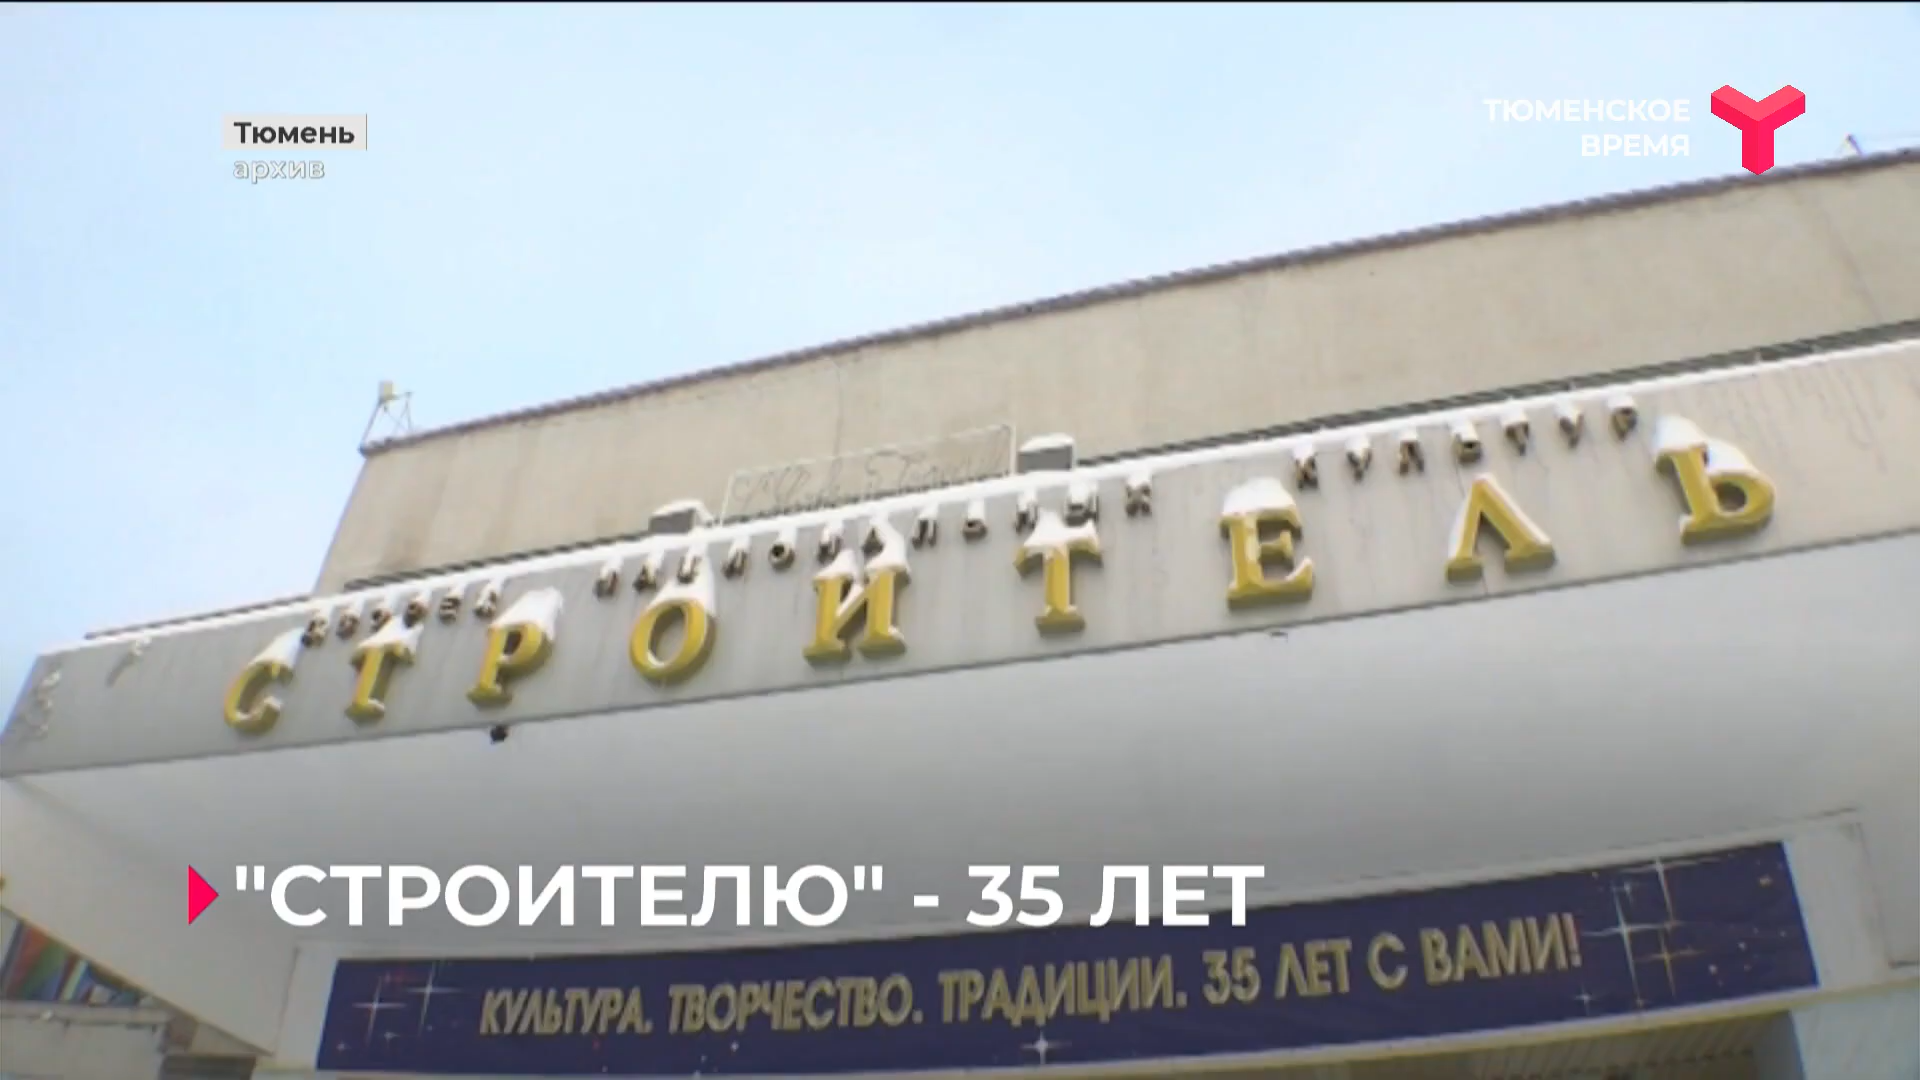 Тюмень
архив
ТЮМЕНСКОЕ
ВРЕМЯ
ДВОРЕЦ НАЦИОНАЛЬНЫХ КУЛЬТУР
СТРОИТЕЛЬ
"СТРОИТЕЛЮ" - 35 ЛЕТ
КУЛЬТУРА. ТВОРЧЕСТВО. ТРАДИЦИИ. 35 ЛЕТ С ВАМИ!